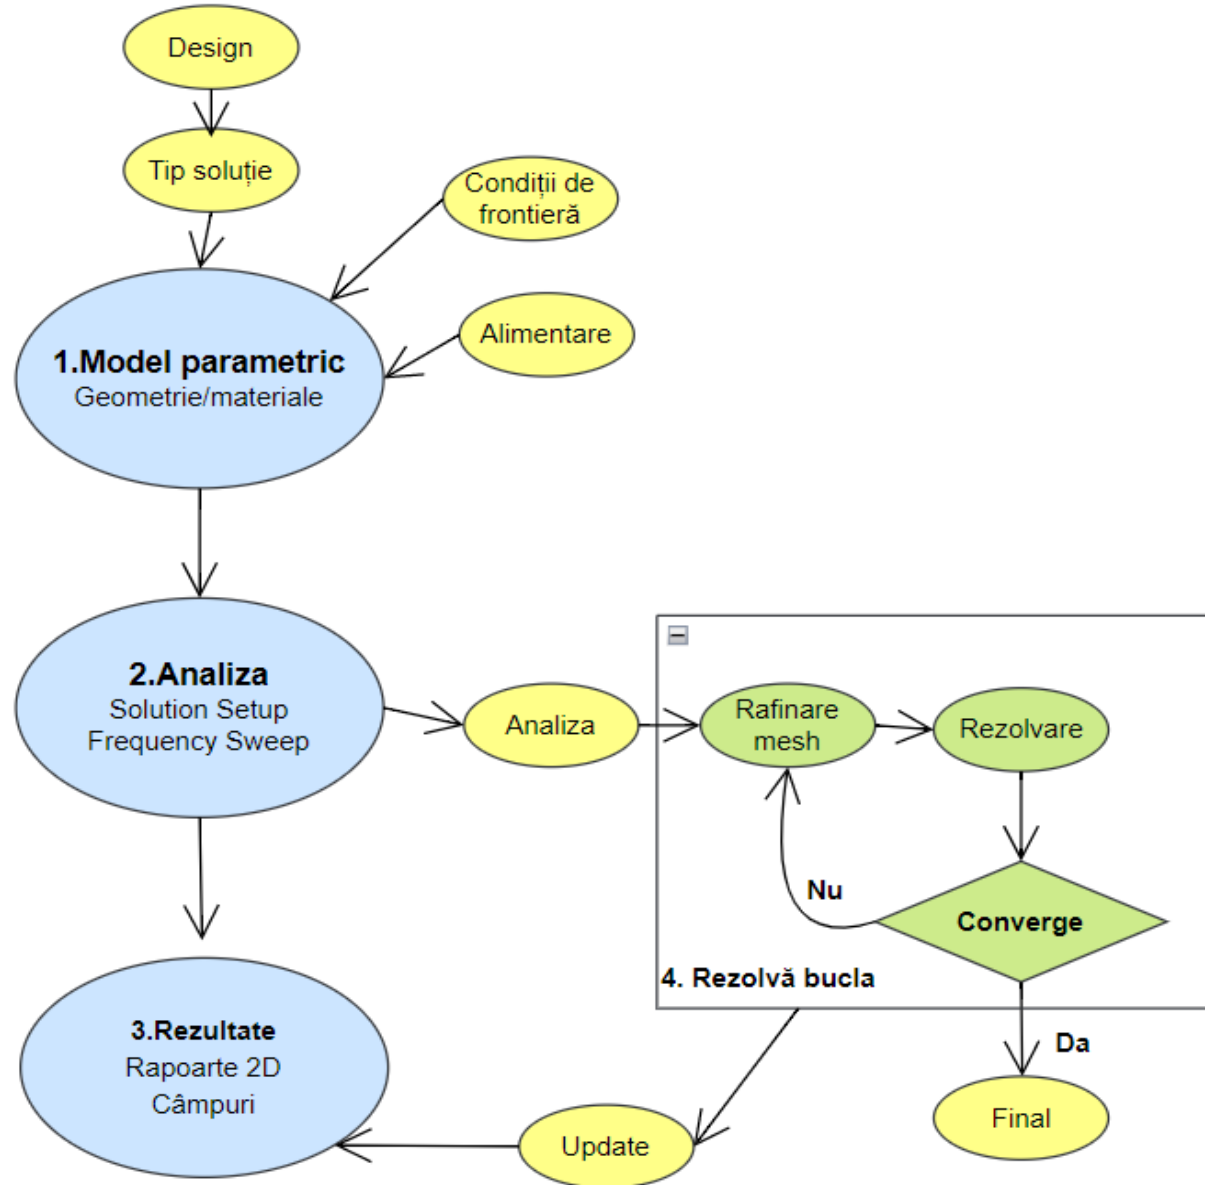 Design
Tip soluție
Condiții de
frontieră
Alimentare
1.Model parametric
Geometrie/materiale
2.Analiza
Solution Setup
Frequency Sweep
Analiza
Rafinare
mesh
Rezolvare
Nu
Converge
4. Rezolvă bucla
Da
3.Rezultate
Rapoarte 2D
Câmpuri
Update
Final